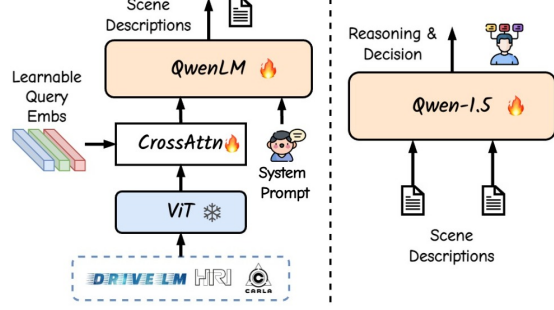 Scene
Descriptions
QwenLM
Learnable
Query
Embs
CrossAttn
System
Prompt
ViT
DRIVE LM HRI CARLA
Reasoning &
Decision
Qwen-1.5
Scene
Descriptions